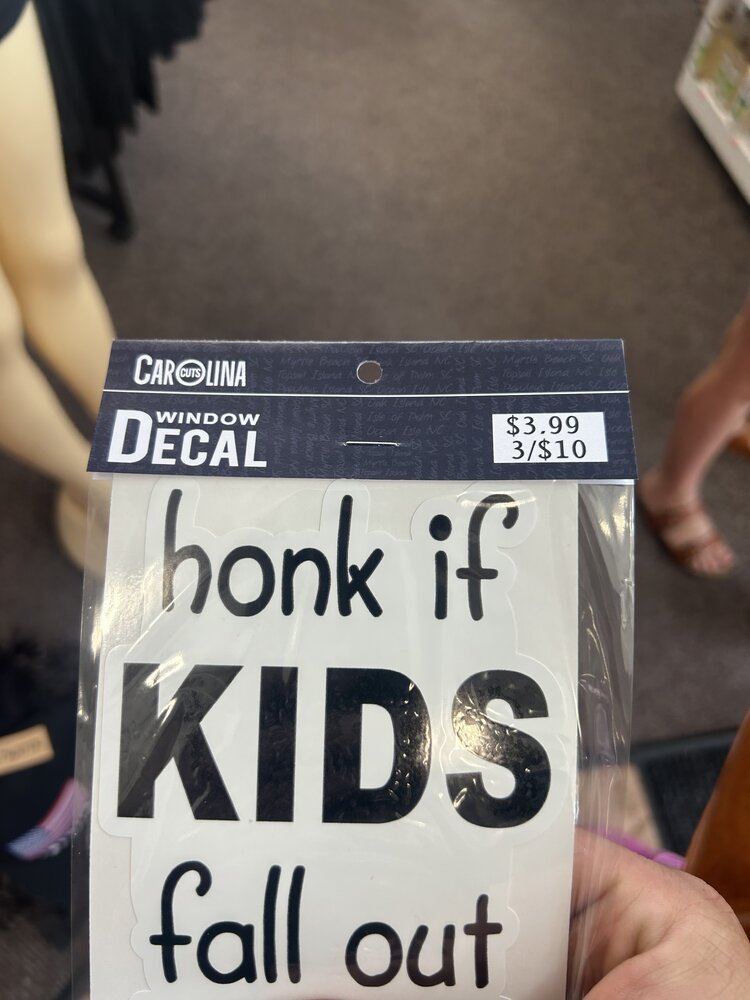 CAROLINA
CUTS
WINDOW
DECAL
$3.99
3/$10
honk if
KIDS
fall out